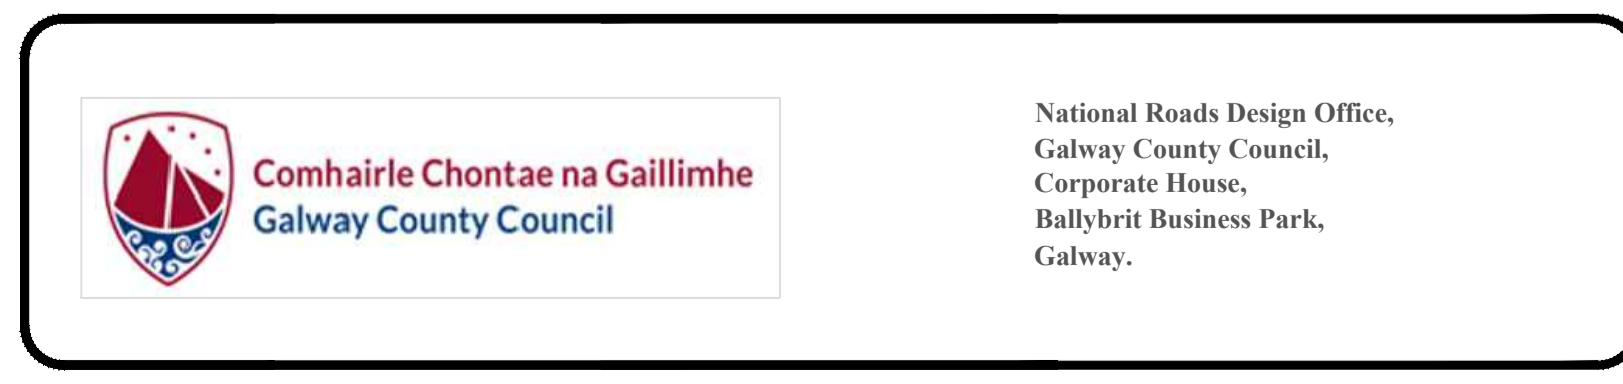 Comhairle Chontae na Gaillimhe
Galway County Council
National Roads Design Office,
Galway County Council,
Corporate House,
Ballybrit Business Park,
Galway.